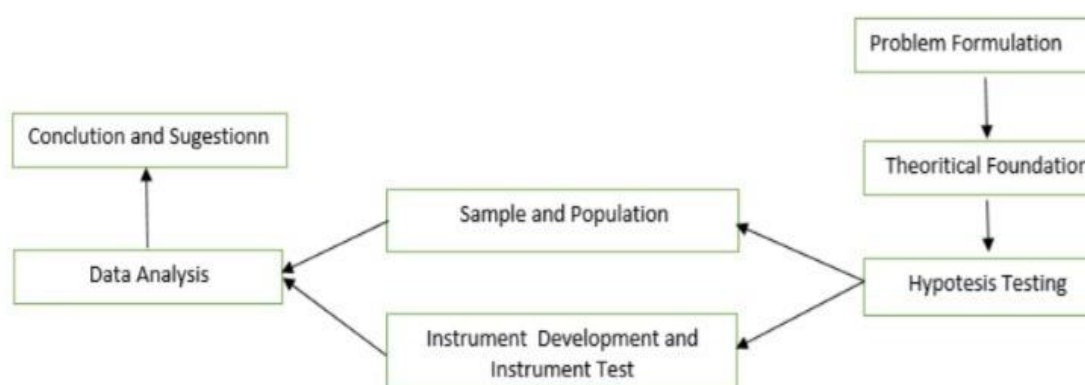 Problem Formulation
Conclution and Sugestionn
Theoritical Foundation
Sample and Population
Data Analysis
Hypotesis Testing
Instrument Development and
Instrument Test